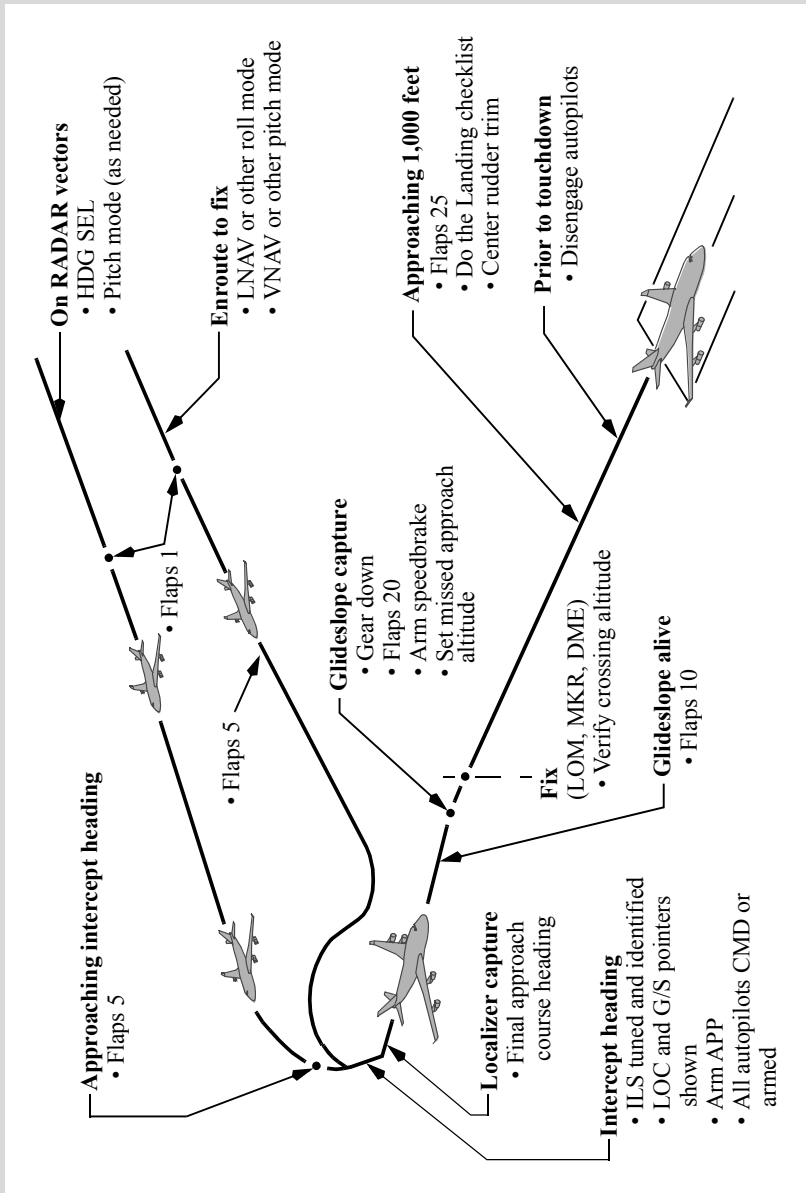 On RADAR vectors
• HDG SEL
• Pitch mode (as needed)
Enroute to fix
• LNAV or other roll mode
• VNAV or other pitch mode
• Flaps 1
Approaching intercept heading
• Flaps 5
• Flaps 5
Localizer capture
• Final approach
course heading
Intercept heading
• ILS tuned and identified
• LOC and G/S pointers
shown
• Arm APP
• All autopilots CMD or
armed
Glideslope alive
• Flaps 10
Glideslope capture
• Gear down
• Flaps 20
• Arm speedbrake
• Set missed approach
altitude
Fix
(LOM, MKR, DME)
• Verify crossing altitude
Approaching 1,000 feet
• Flaps 25
• Do the Landing checklist
• Center rudder trim
Prior to touchdown
• Disengage autopilots